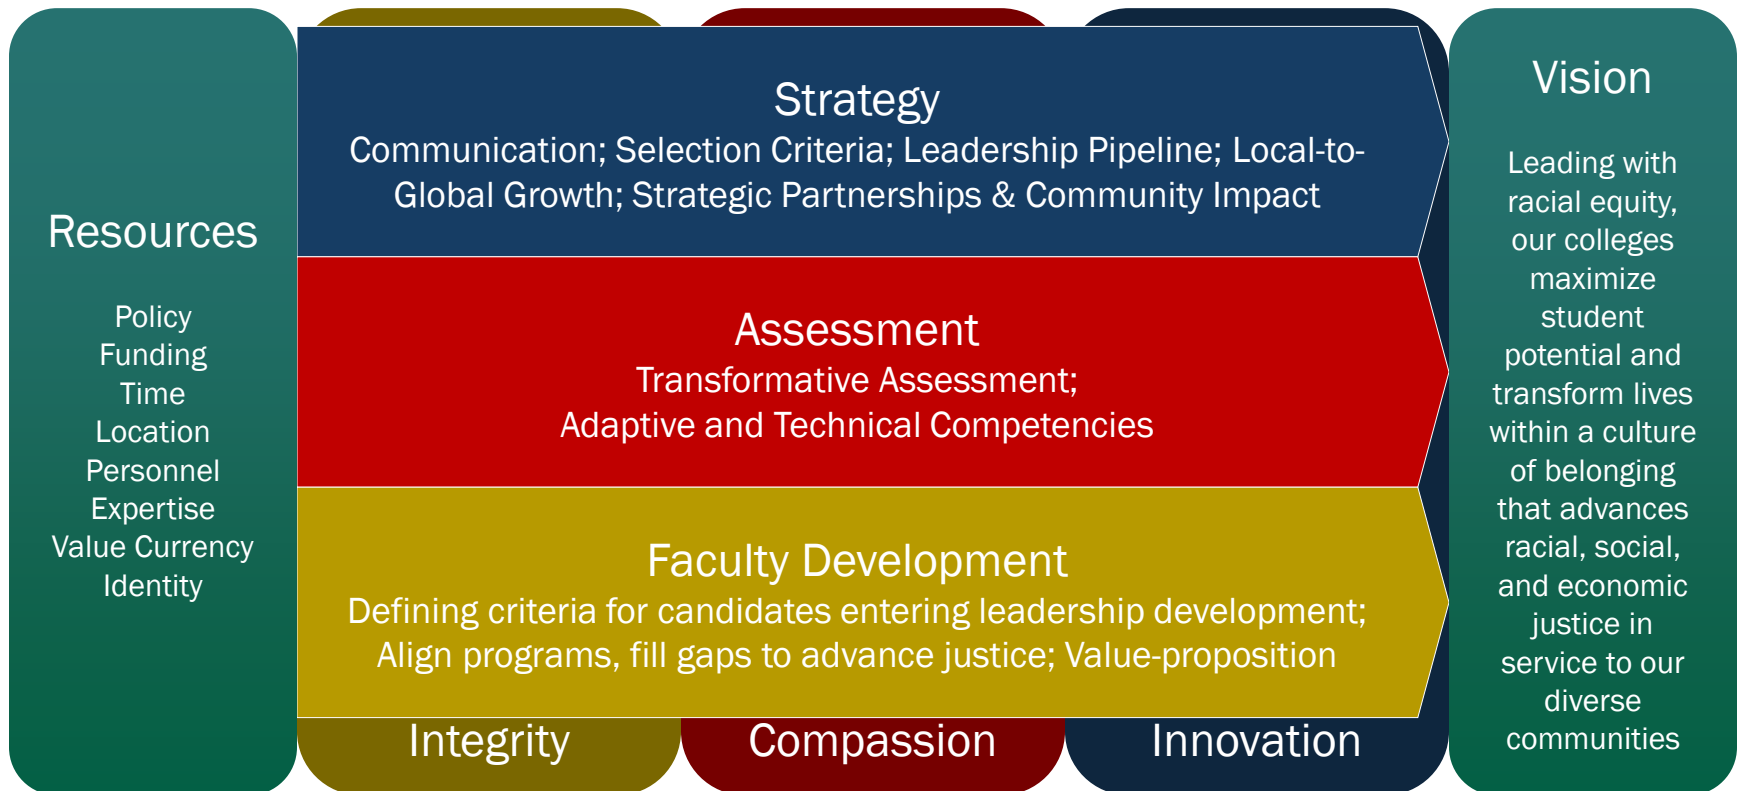 Resources
Policy
Funding
Time
Location
Personnel
Expertise
Value Currency
Identity
Strategy
Communication; Selection Criteria; Leadership Pipeline; Local-to-
Global Growth; Strategic Partnerships & Community Impact
Assessment
Transformative Assessment;
Adaptive and Technical Competencies
Faculty Development
Defining criteria for candidates entering leadership development;
Align programs, fill gaps to advance justice; Value-proposition
Integrity
Compassion
Innovation
Vision
Leading with
racial equity,
our colleges
maximize
student
potential and
transform lives
within a culture
of belonging
that advances
racial, social,
and economic
justice in
service to our
diverse
communities